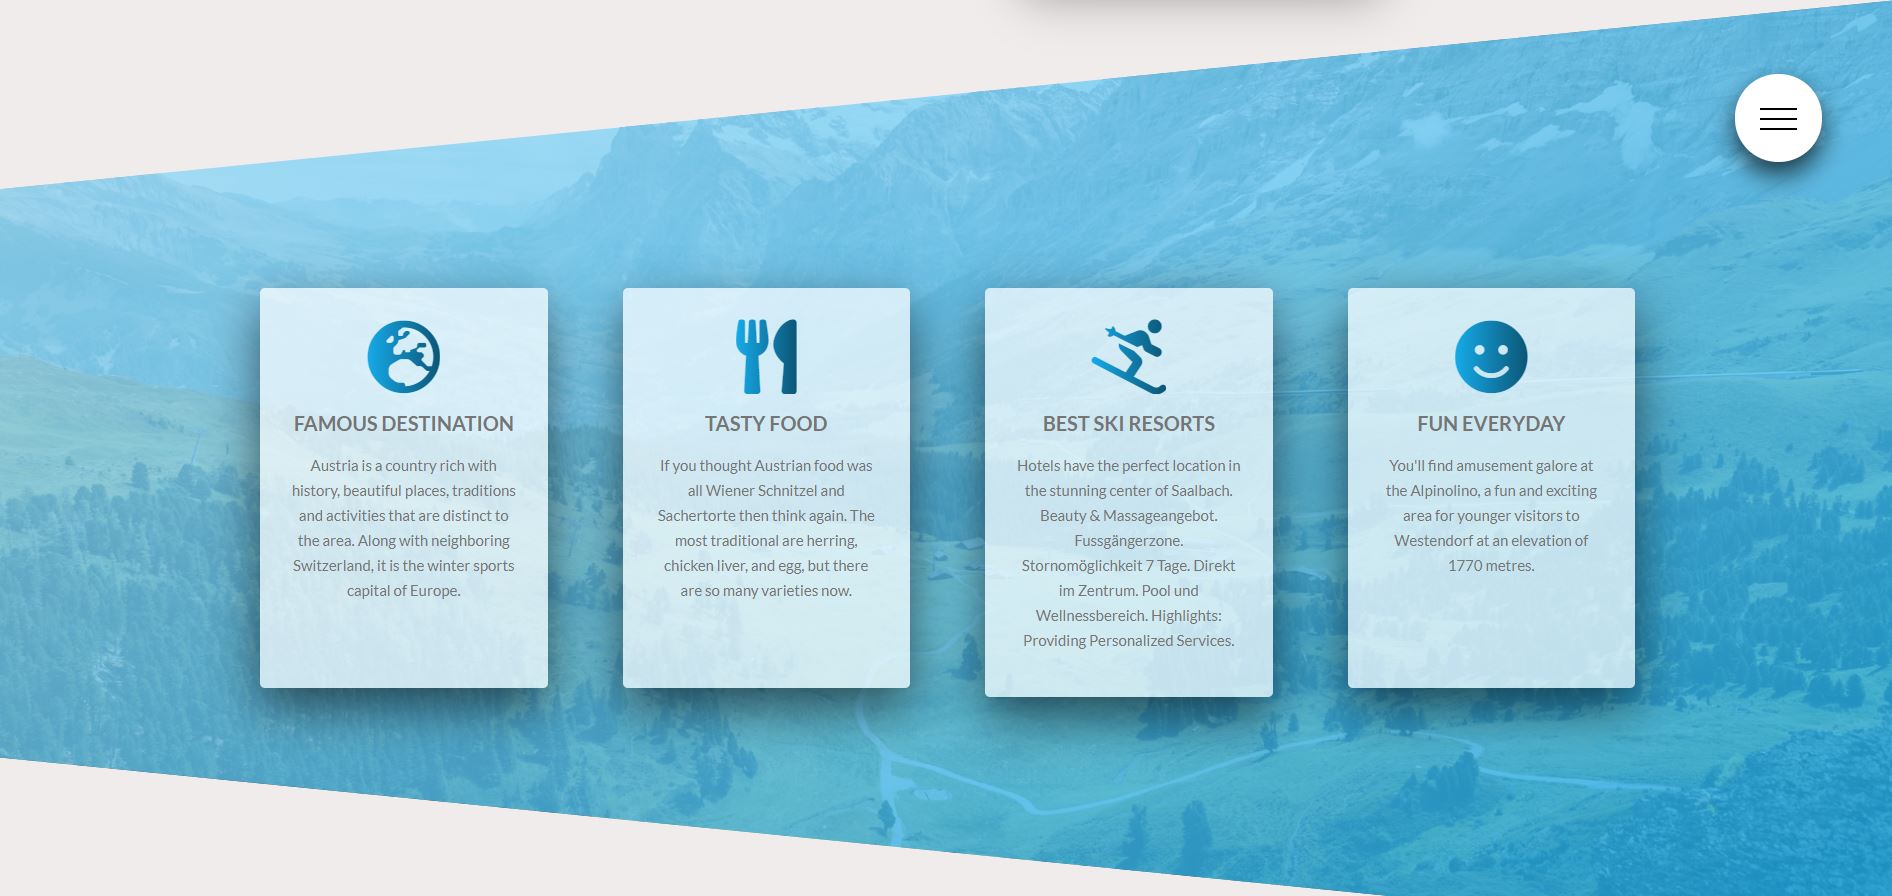 FAMOUS DESTINATION
Austria is a country rich with
history, beautiful places, traditions
and activities that are distinct to
the area. Along with neighboring
Switzerland, it is the winter sports
capital of Europe.
TASTY FOOD
If you thought Austrian food was
all Wiener Schnitzel and
Sachertorte then think again. The
most traditional are herring,
chicken liver, and egg, but there
are so many varieties now.
BEST SKI RESORTS
Hotels have the perfect location in
the stunning center of Saalbach.
Beauty & Massageangebot.
Fussgängerzone.
Stornomöglichkeit 7 Tage. Direkt
im Zentrum. Pool und
Wellnessbereich. Highlights:
Providing Personalized Services.
FUN EVERYDAY
You'll find amusement galore at
the Alpinolino, a fun and exciting
area for younger visitors to
Westendorf at an elevation of
1770 metres.